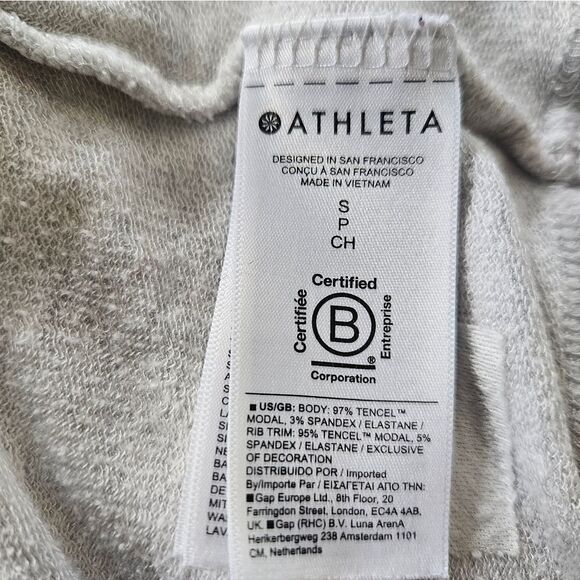 ATHLETA
DESIGNED IN SAN FRANCISCO
CONÇU À SAN FRANCISCO
MADE IN VIETNAM
S
P
CH
Certified
Certifiée
B
Entreprise
®
Corporation
■ US/GB: BODY: 97% TENCEL™
MODAL, 3% SPANDEX / ELASTANE /
RIB TRIM: 95% TENCEL™ MODAL, 5%
SPANDEX / ELASTANE / EXCLUSIVE
OF DECORATION
DISTRIBUIDO POR / Imported
By/Importe Par / ΕΙΣΑΓΕΤΑΙ ΑΠΟ ΤΗΝ:
■Gap Europe Ltd., 8th Floor, 20
Farringdon Street, London, EC4A 4AB,
UK. ■Gap (RHC) B.V. Luna ArenA
Herikerbergweg 238 Amsterdam 1101
CM, Netherlands